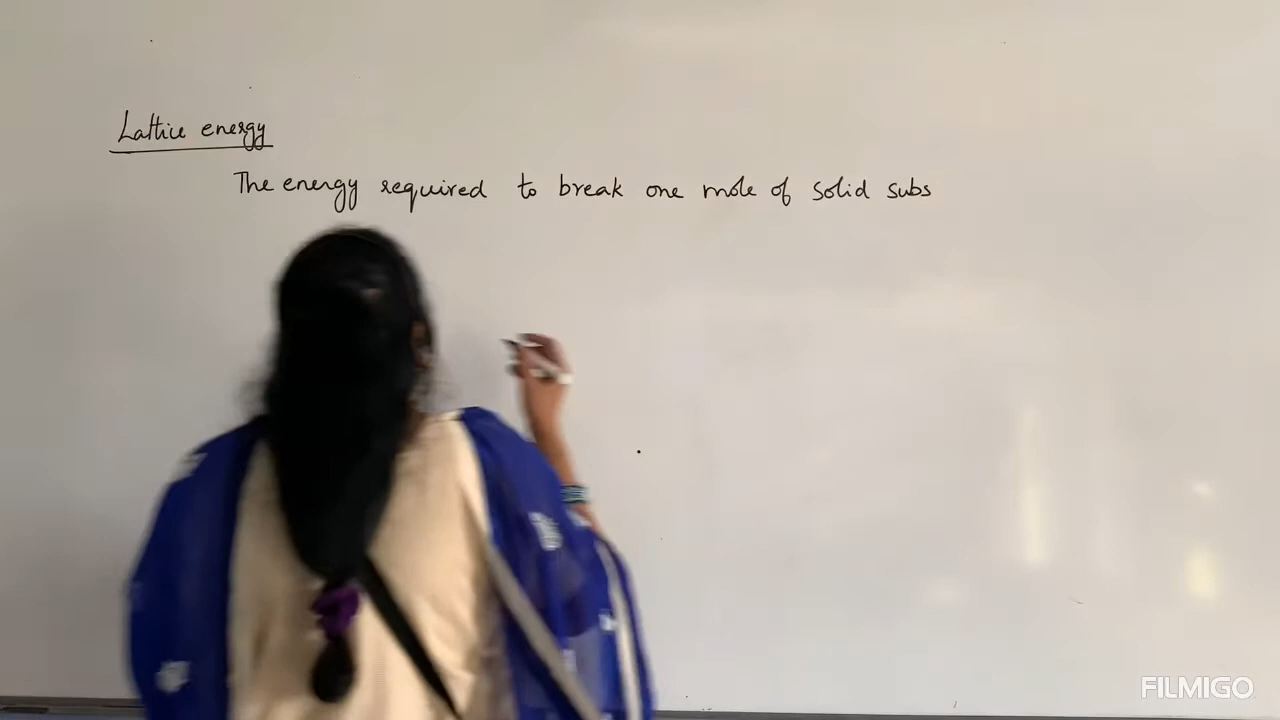 Lattice energy
The energy required to break one mole of solid subs
FILMIGO